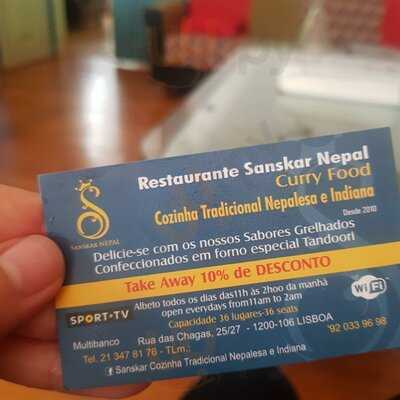 Restaurante Sanskar Nepal
Curry Food
Cozinha Tradicional Nepalesa e Indiana
Desde 2010
SANSKAR NEPAL
Delicie-se com os nossos Sabores Grelhados
Confeccionados em forno especial Tandoori
Take Away 10% de DESCONTO
SPORT•TV
Albeto todos os dias das11h às 2hoo da manhã
open everydays from11am to 2am
Capacidade 36 lugares-36 seats
WiFi
Multibanco
Rua das Chagas, 25/27 - 1200-106 LISBOA
Tel. 21 347 81 76 - TLm.:
'92 033 96 98
f Sanskar Cozinha Tradicional Nepalesa e Indiana